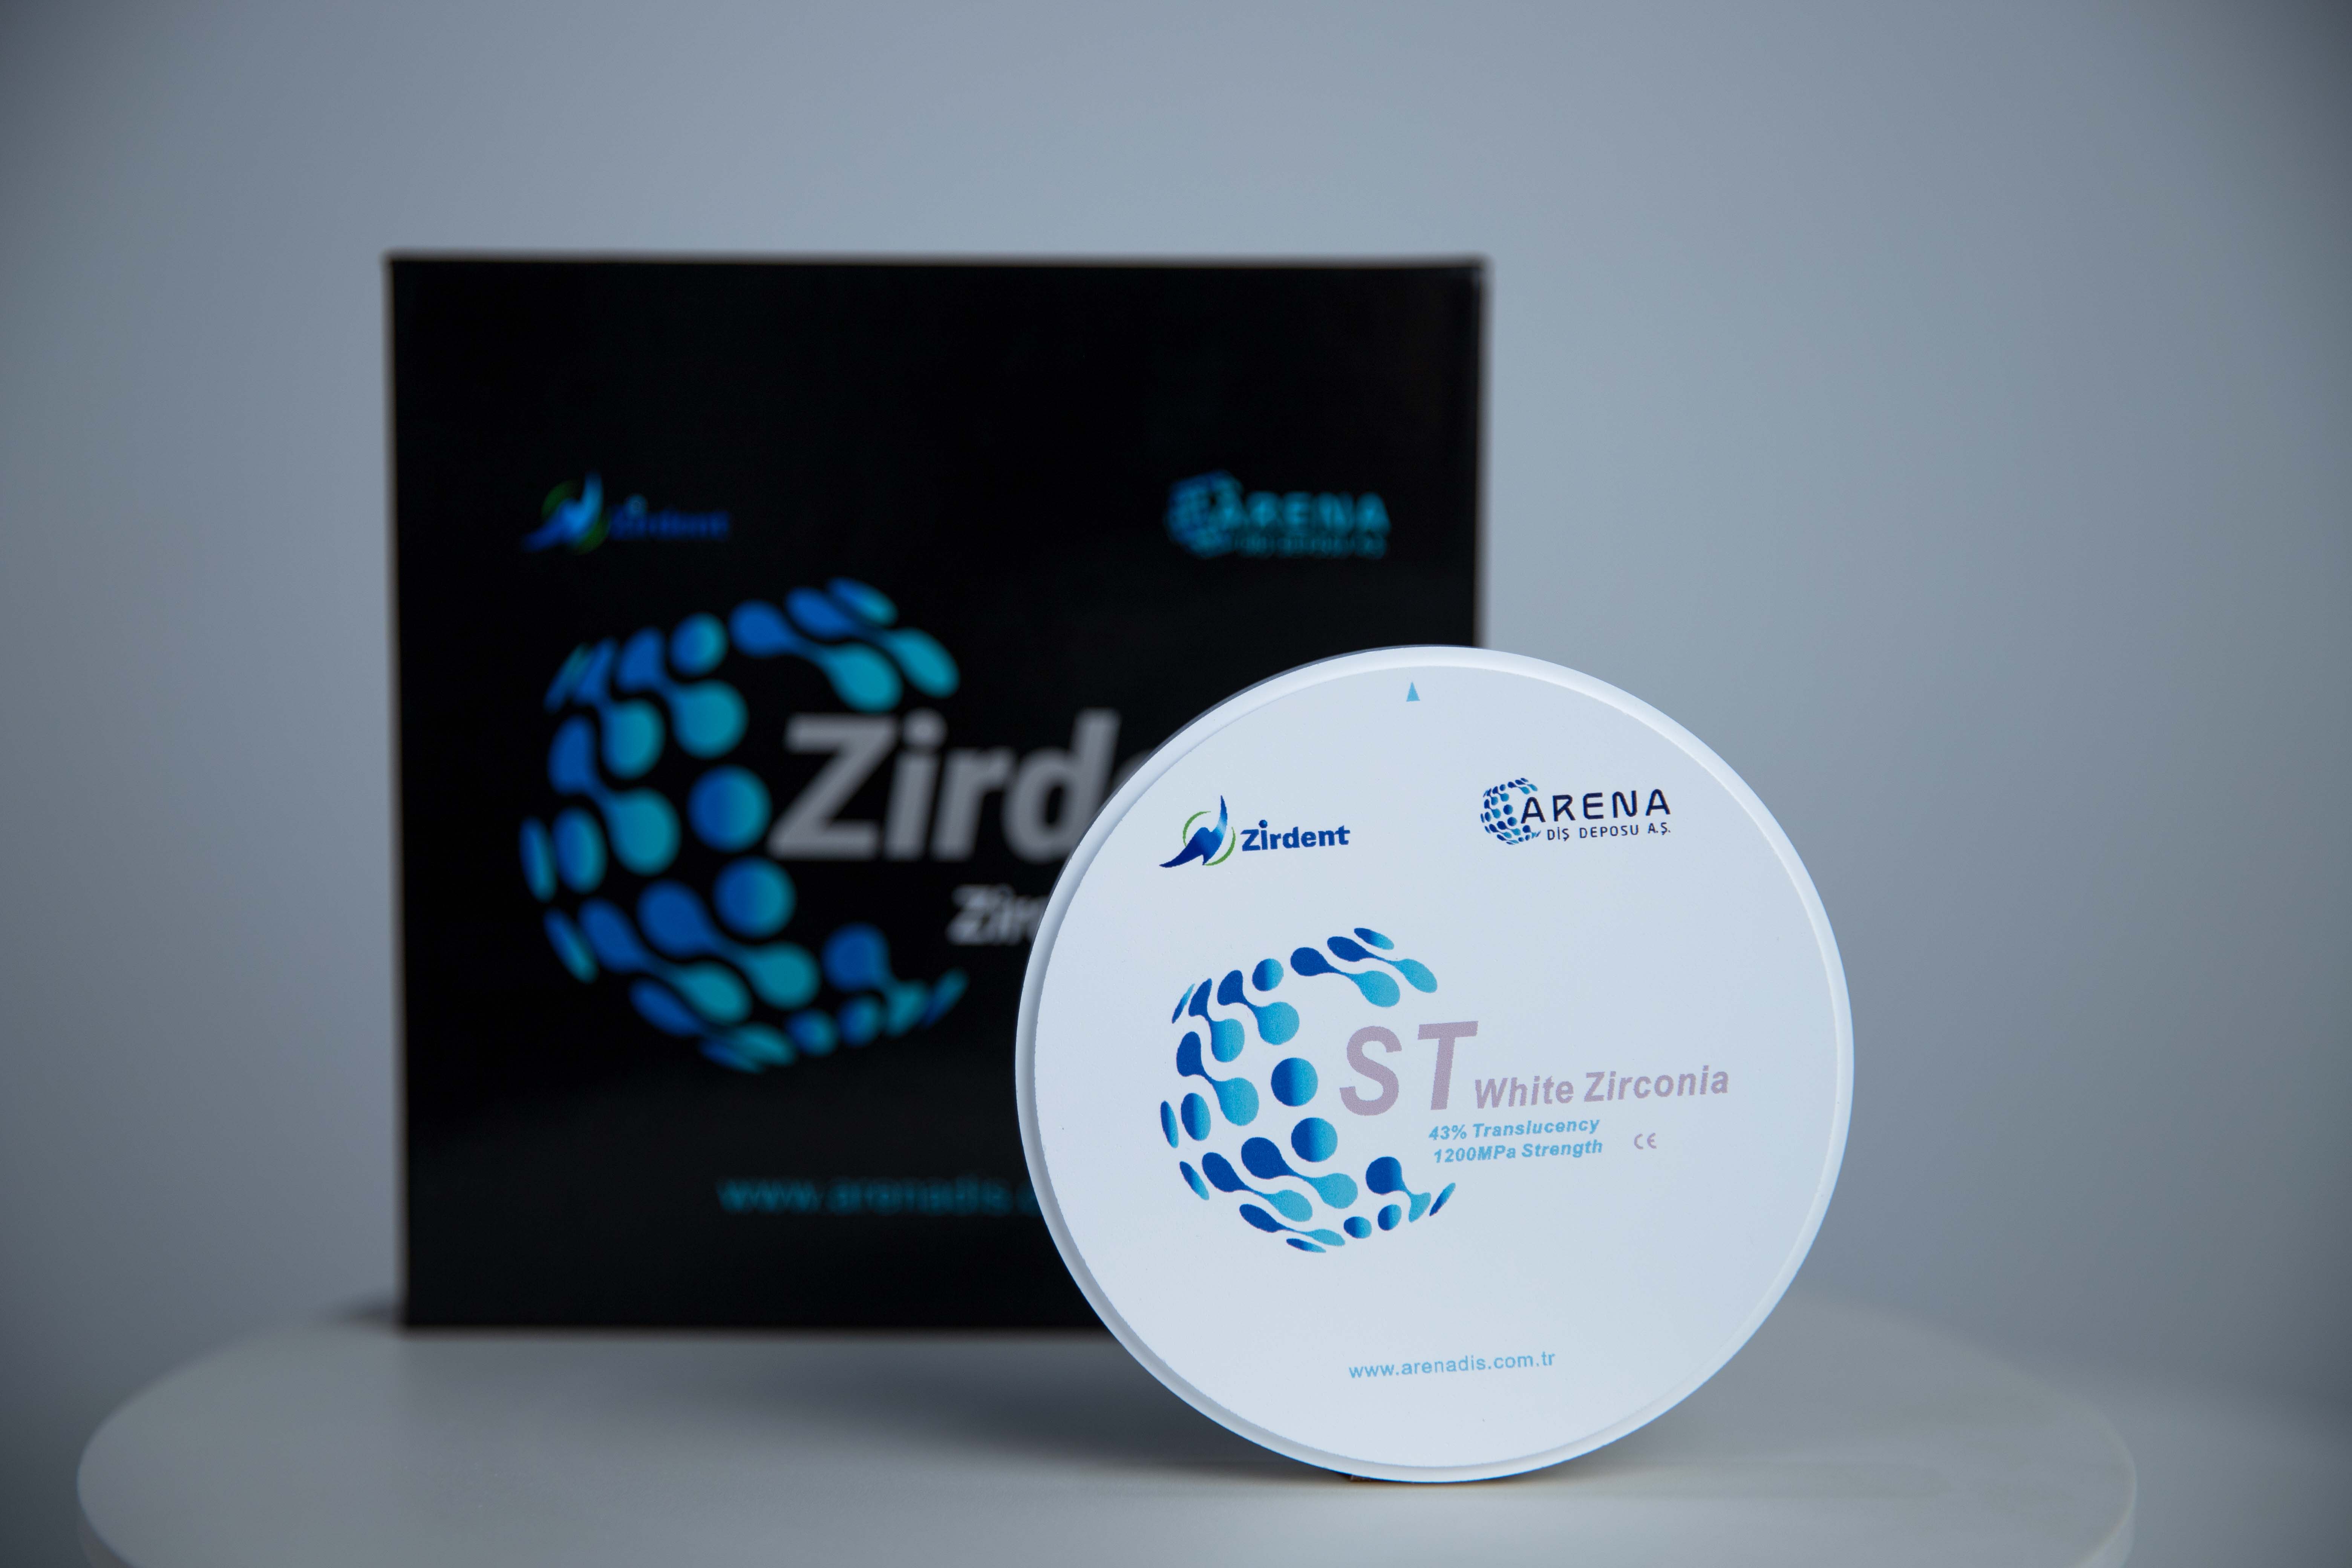 Zirdent
ARENA
Zirdent
ARENA
DİŞ DEPOSU A.Ş.
ST White Zirconia
43% Translucency
1200MPa Strength CE
www.arenadis.com.tr